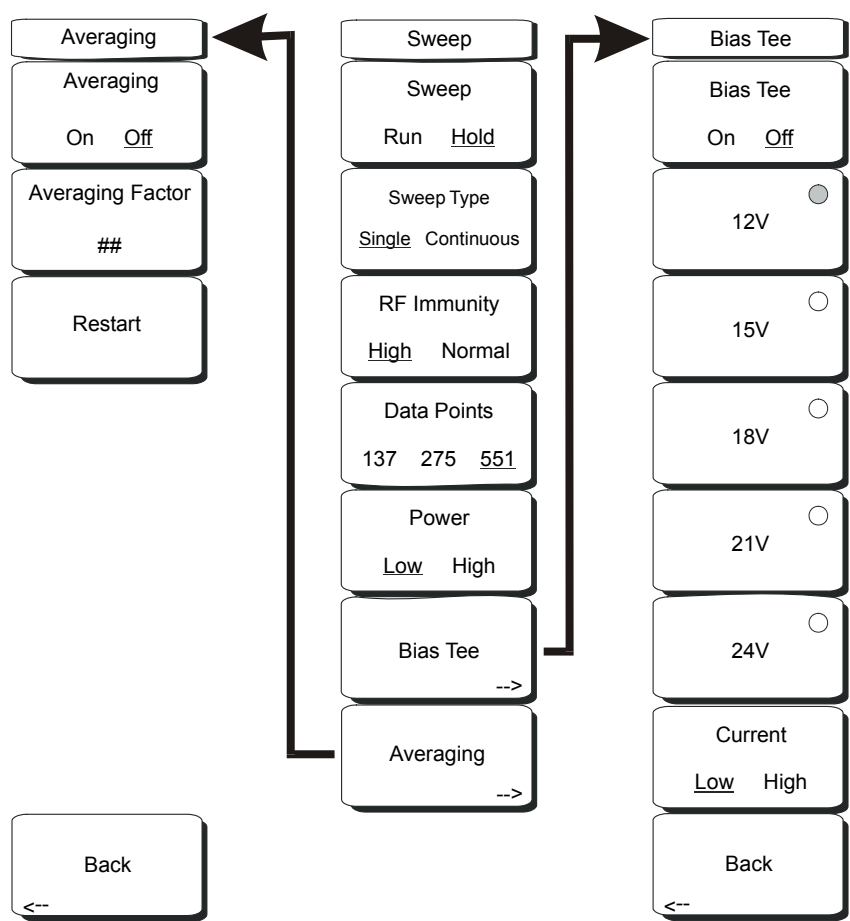 Averaging
Averaging
On Off
Averaging Factor
##
Restart
Back
<--
Sweep
Sweep
Run Hold
Sweep Type
Single Continuous
RF Immunity
High Normal
Data Points
137 275 551
Power
Low High
Bias Tee
-->
Averaging
-->
Bias Tee
Bias Tee
On Off
12V
15V
18V
21V
24V
Current
Low High
Back
<--